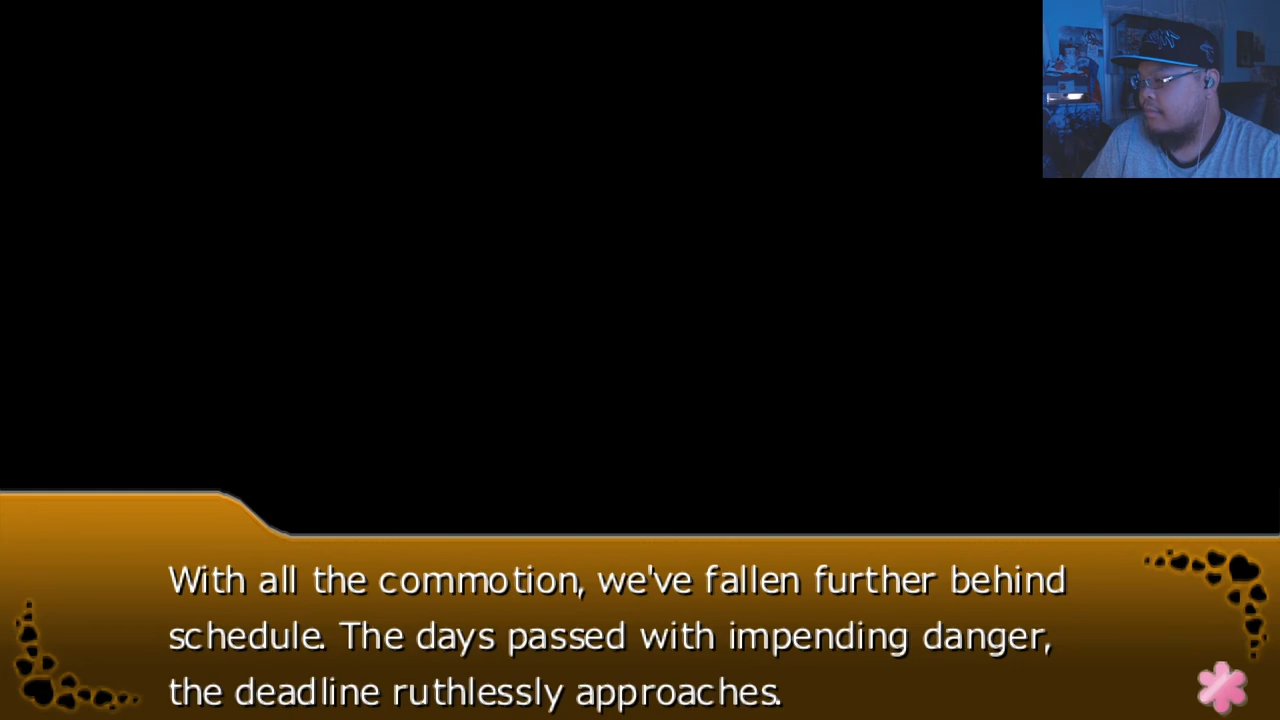 With all the commotion, we've fallen further behind
schedule. The days passed with impending danger,
the deadline ruthlessly approaches.